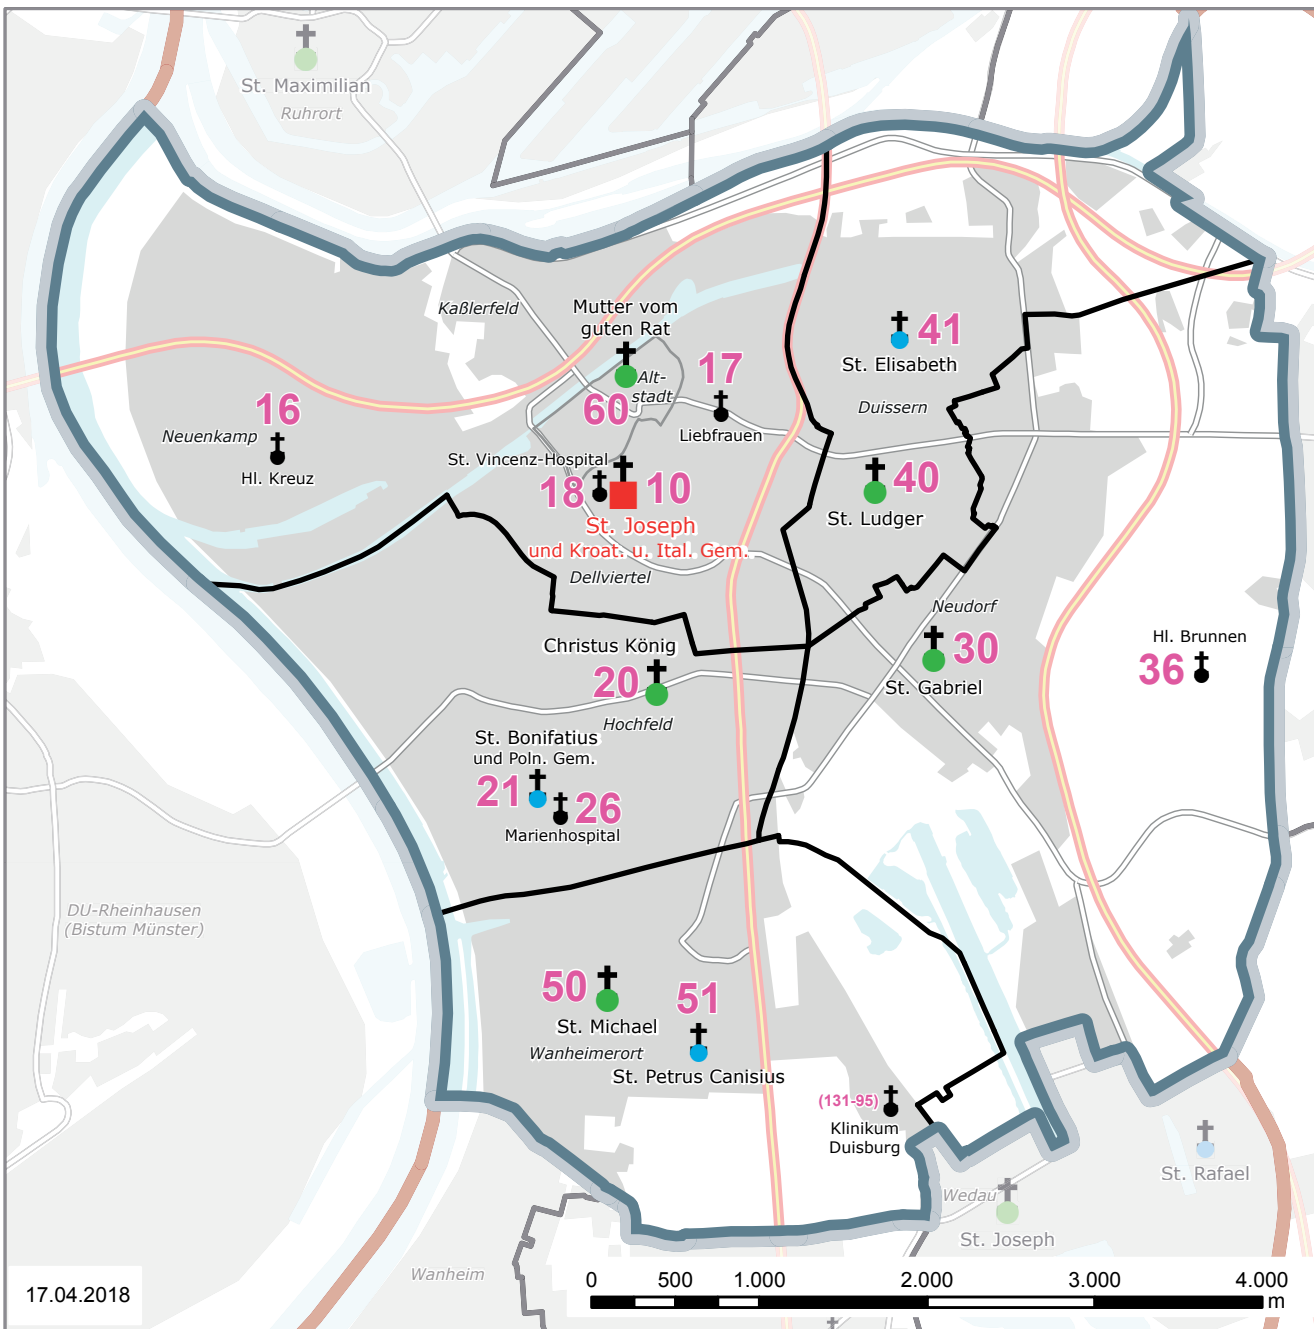 St. Maximilian
Ruhrort
Kaßlerfeld
Mutter vom
guten Rat
60
Alt-
stadt
17
Liebfrauen
41
St. Elisabeth
Duissern
16
Neuenkamp
Hl. Kreuz
St. Vincenz-Hospital
18
10
St. Joseph
und Kroat. u. Ital. Gem.
Dellviertel
40
St. Ludger
Neudorf
30
St. Gabriel
Hl. Brunnen
36
Christus König
20
Hochfeld
St. Bonifatius
und Poln. Gem.
21
26
Marienhospital
DU-Rheinhausen
(Bistum Münster)
50
St. Michael
Wanheimerort
51
St. Petrus Canisius
(131-95)
Klinikum
Duisburg
St. Rafael
Wedau
St. Joseph
Wanheim
17.04.2018
0 500 1.000 2.000 3.000 4.000
m